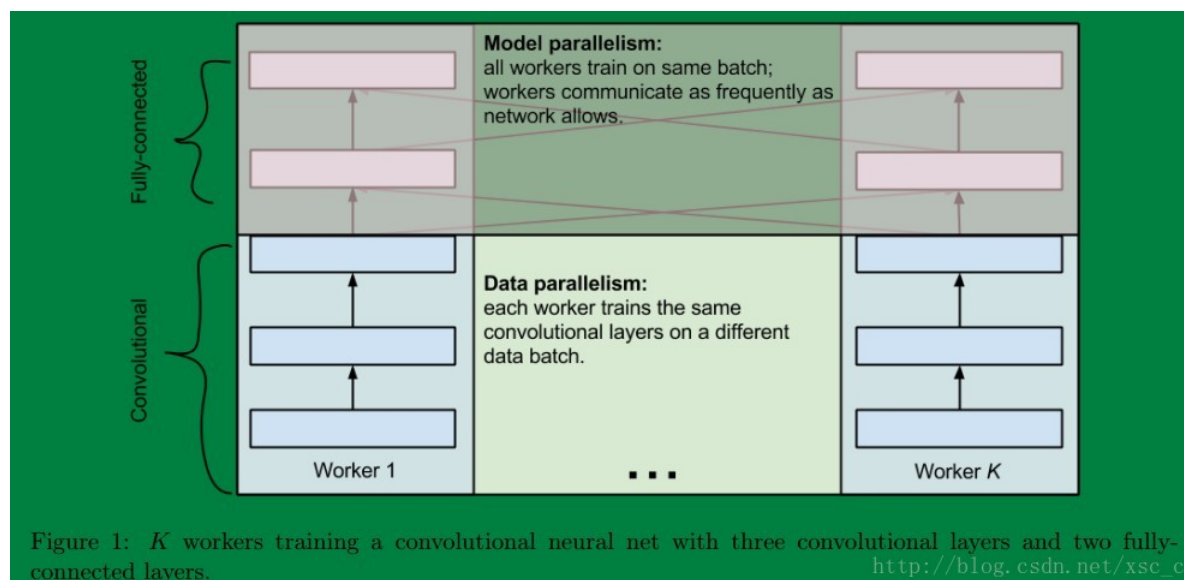 Fully-connected
Model parallelism:
all workers train on same batch;
workers communicate as frequently as
network allows.
Convolutional
Data parallelism:
each worker trains the same
convolutional layers on a different
data batch.
Worker 1
...
Worker K
Figure 1: K workers training a convolutional neural net with three convolutional layers and two fully-
connected layers.
http://blog.csdn.net/xsc_c